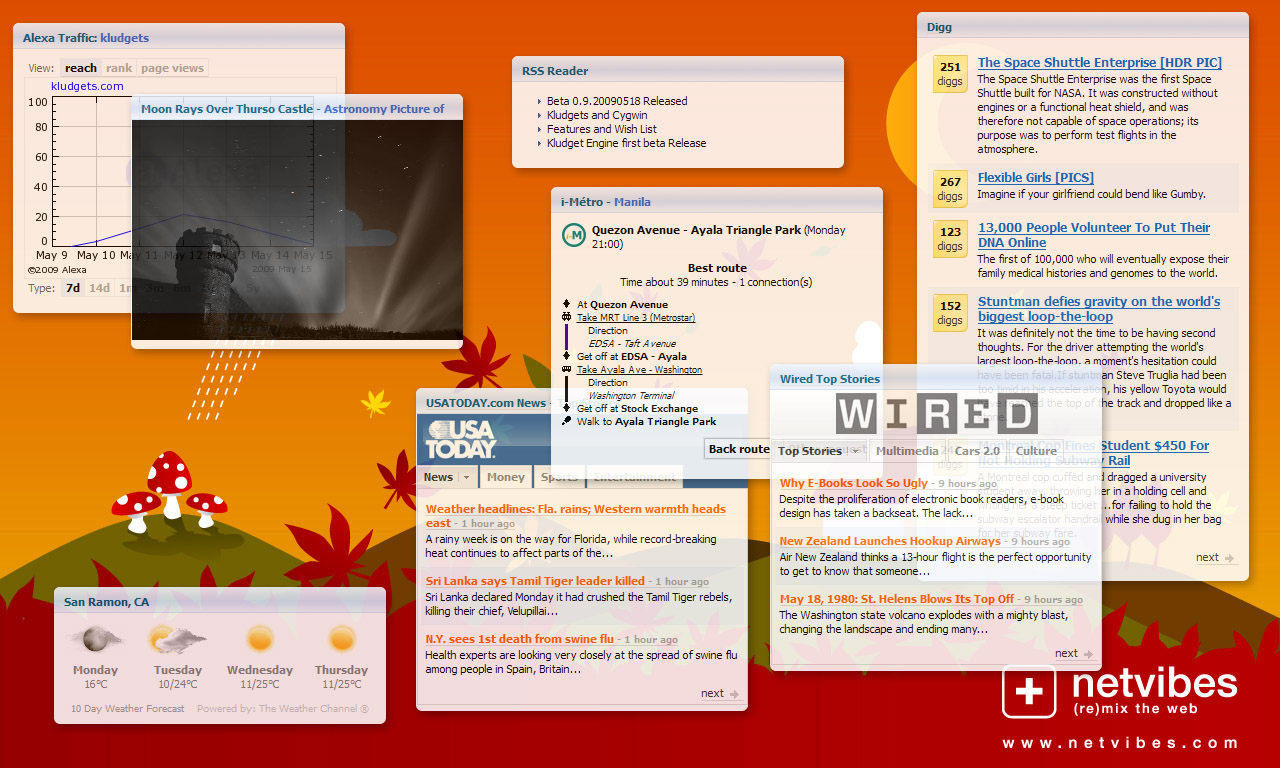 Alexa Traffic: kludgets
View: reach rank page views
kludgets.com
100
80
60
40
20
0
May 9 May 10 May 11 May 12 May 13 May 14 May 15
©2009 Alexa
2009 May 15
Type: 7d 14d 1m 3m 6m
Moon Rays Over Thurso Castle - Astronomy Picture of
RSS Reader
Beta 0.9.20090518 Released
Kludgets and Cygwin
Features and Wish List
Kludget Engine first beta Release
i-Métro - Manila
Quezon Avenue - Ayala Triangle Park (Monday
21:00)
Best route
Time about 39 minutes - 1 connection(s)
At Quezon Avenue
Take MRT Line 3 (Metrostar)
Direction
EDSA - Taft Avenue
Get off at EDSA - Ayala
Take Ayala Ave - Washington
Direction
Washington Terminal
Get off at Stock Exchange
Walk to Ayala Triangle Park
Back route
Digg
251
diggs
The Space Shuttle Enterprise [HDR PIC]
The Space Shuttle Enterprise was the first Space
Shuttle built for NASA. It was constructed without
engines or a functional heat shield, and was
therefore not capable of space operations; its
purpose was to perform test flights in the
atmosphere.
267
diggs
Flexible Girls [PICS]
Imagine if your girlfriend could bend like Gumby.
123
diggs
13,000 People Volunteer To Put Their
DNA Online
The first of 100,000 who will eventually expose their
family medical histories and genomes to the world.
152
diggs
Stuntman defies gravity on the world's
biggest loop-the-loop
It was definitely not the time to be having second
thoughts. For the driver attempting the world's
largest loop-the-loop, a moment's hesitation could
have been fatal.If stuntman Steve Truglia had been
too timid in his acceleration, his yellow Toyota would
have reached the top of the track and dropped like a
stone.
Montreal Cop Fines Student $450 For
Not Holding Subway Rail
A Montreal cop cuffed and dragged a university
student away, throwing her in a holding cell and
writing her a steep ticket ...for failing to hold the
subway escalator handrail while she dug in her bag
for her subway fare.
next
USATODAY.com News -
USA
TODAY.
News Money Sports Entertainment
Weather headlines: Fla. rains; Western warmth heads
east - 1 hour ago
A rainy week is on the way for Florida, while record-breaking
heat continues to affect parts of the...
Sri Lanka says Tamil Tiger leader killed - 1 hour ago
Sri Lanka declared Monday it had crushed the Tamil Tiger rebels,
killing their chief, Velupillai...
N.Y. sees 1st death from swine flu - 1 hour ago
Health experts are looking very closely at the spread of swine flu
among people in Spain, Britain...
next
Wired Top Stories
WIRED
Top Stories Multimedia Cars 2.0 Culture
Why E-Books Look So Ugly - 9 hours ago
Despite the proliferation of electronic book readers, e-book
design has taken a backseat. The lack...
New Zealand Launches Hookup Airways - 9 hours ago
Air New Zealand thinks a 13-hour flight is the perfect opportunity
to get to know that someone...
May 18, 1980: St. Helens Blows Its Top Off - 9 hours ago
The Washington state volcano explodes with a mighty blast,
changing the landscape and ending many...
next
San Ramon, CA
Monday Tuesday Wednesday Thursday
16°C 10/24°C 11/25°C 11/25°C
10 Day Weather Forecast Powered by: The Weather Channel ®
netvibes
(re)mix the web
www.netvibes.com